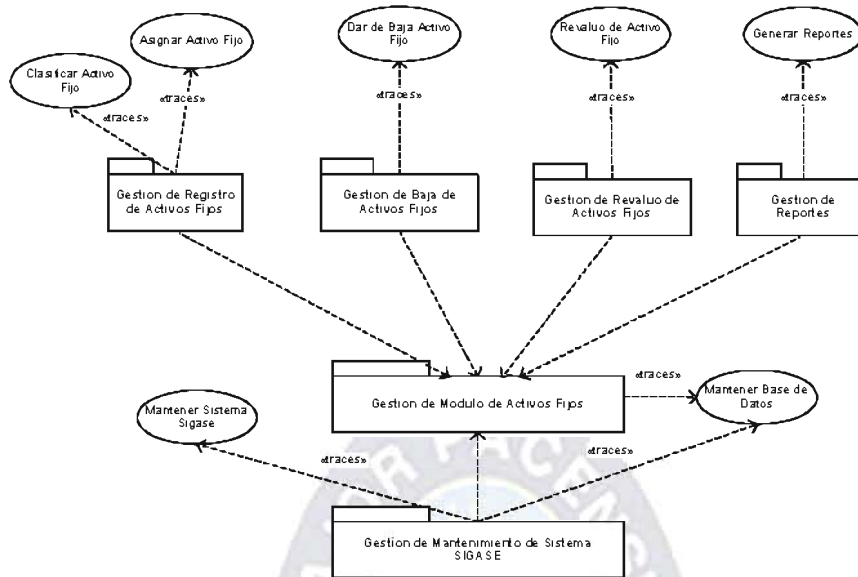 Dar de Baja Activo
Fijo
Revaluo de Activo
Fijo
Generar Reportes
Asignar Activo Fijo
Clasificar Activo
Fijo
«traces»
«traces»
«traces»
«traces»
«traces»
Gestion de Registro
de Activos Fijos
Gestion de Baja de
Activos Fijos
Gestion de Revaluo de
Activos Fijos
Gestion de
Reportes
«traces»
Gestion de Modulo de Activos Fijos
Mantener Base de
Datos
Mantener Sistema
Sigase
«traces»
«traces»
Gestion de Mantenimiento de Sistema
SIGASE
OR PACENS